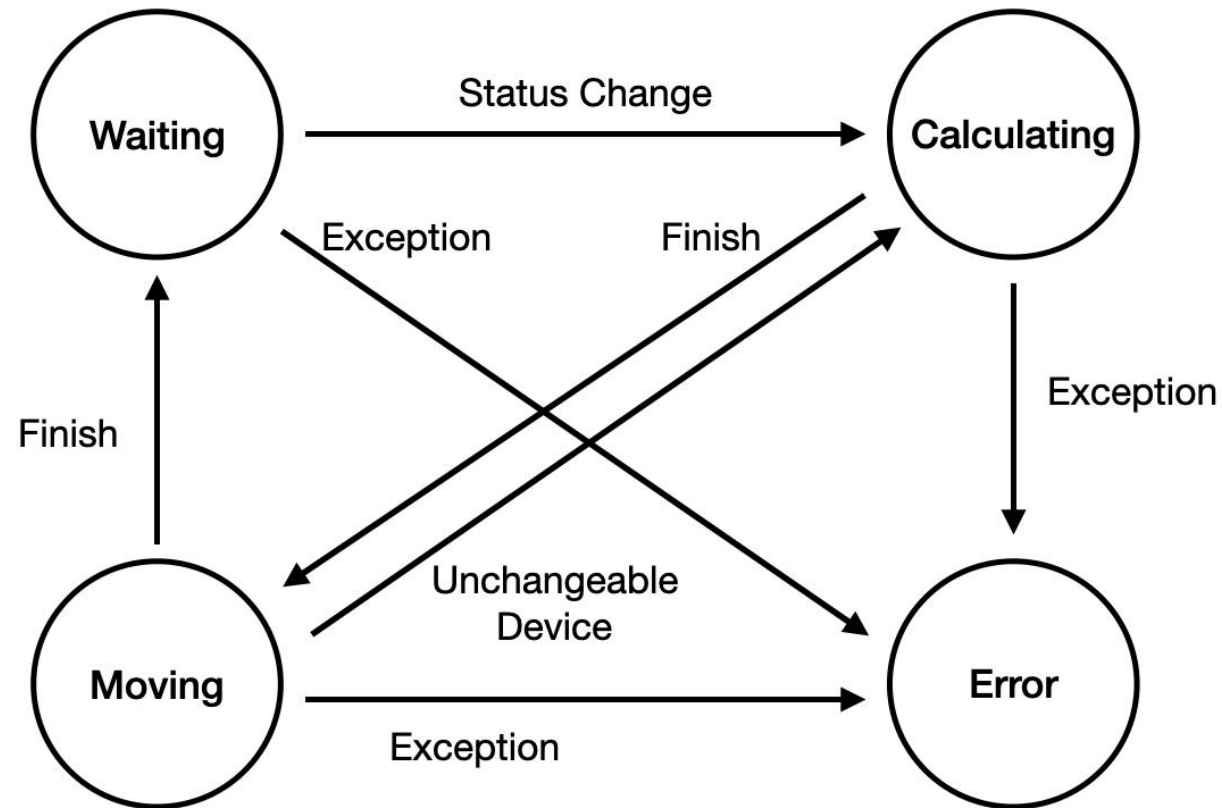 Status Change
Waiting
Calculating
Exception
Finish
Exception
Finish
Unchangeable
Device
Moving
Error
Exception